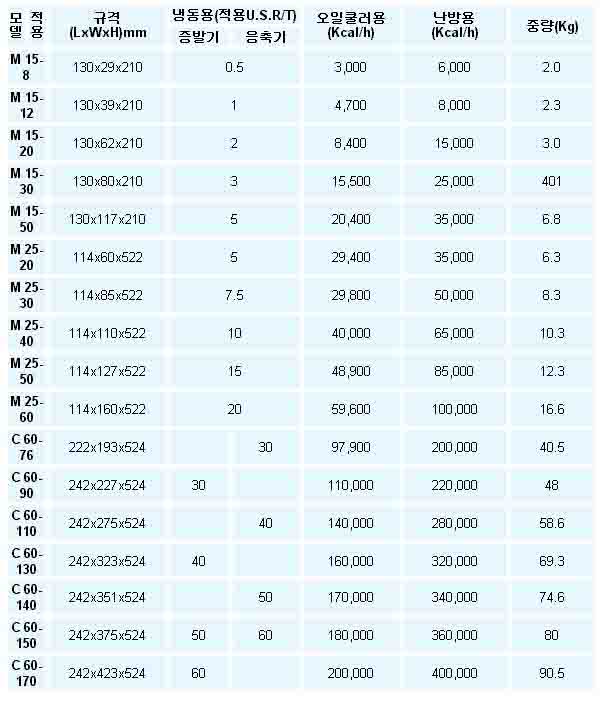 모델 적용 규격 (LxWxH)mm 냉동용(적용U.S.R/T) 오일쿨러용 (Kcal/h) 난방용 (Kcal/h) 중량(Kg)
증발기 응축기
M 15-8 130x29x210 0.5 3,000 6,000 2.0
M 15-12 130x39x210 1 4,700 8,000 2.3
M 15-20 130x62x210 2 8,400 15,000 3.0
M 15-30 130x80x210 3 15,500 25,000 401
M 15-50 130x117x210 5 20,400 35,000 6.8
M 25-20 114x60x522 5 29,400 35,000 6.3
M 25-30 114x85x522 7.5 29,800 50,000 8.3
M 25-40 114x110x522 10 40,000 65,000 10.3
M 25-50 114x127x522 15 48,900 85,000 12.3
M 25-60 114x160x522 20 59,600 100,000 16.6
C 60-76 222x193x524 30 97,900 200,000 40.5
C 60-90 242x227x524 30 110,000 220,000 48
C 60-110 242x275x524 40 140,000 280,000 58.6
C 60-130 242x323x524 40 160,000 320,000 69.3
C 60-140 242x351x524 50 170,000 340,000 74.6
C 60-150 242x375x524 50 60 180,000 360,000 80
C 60-170 242x423x524 60 200,000 400,000 90.5